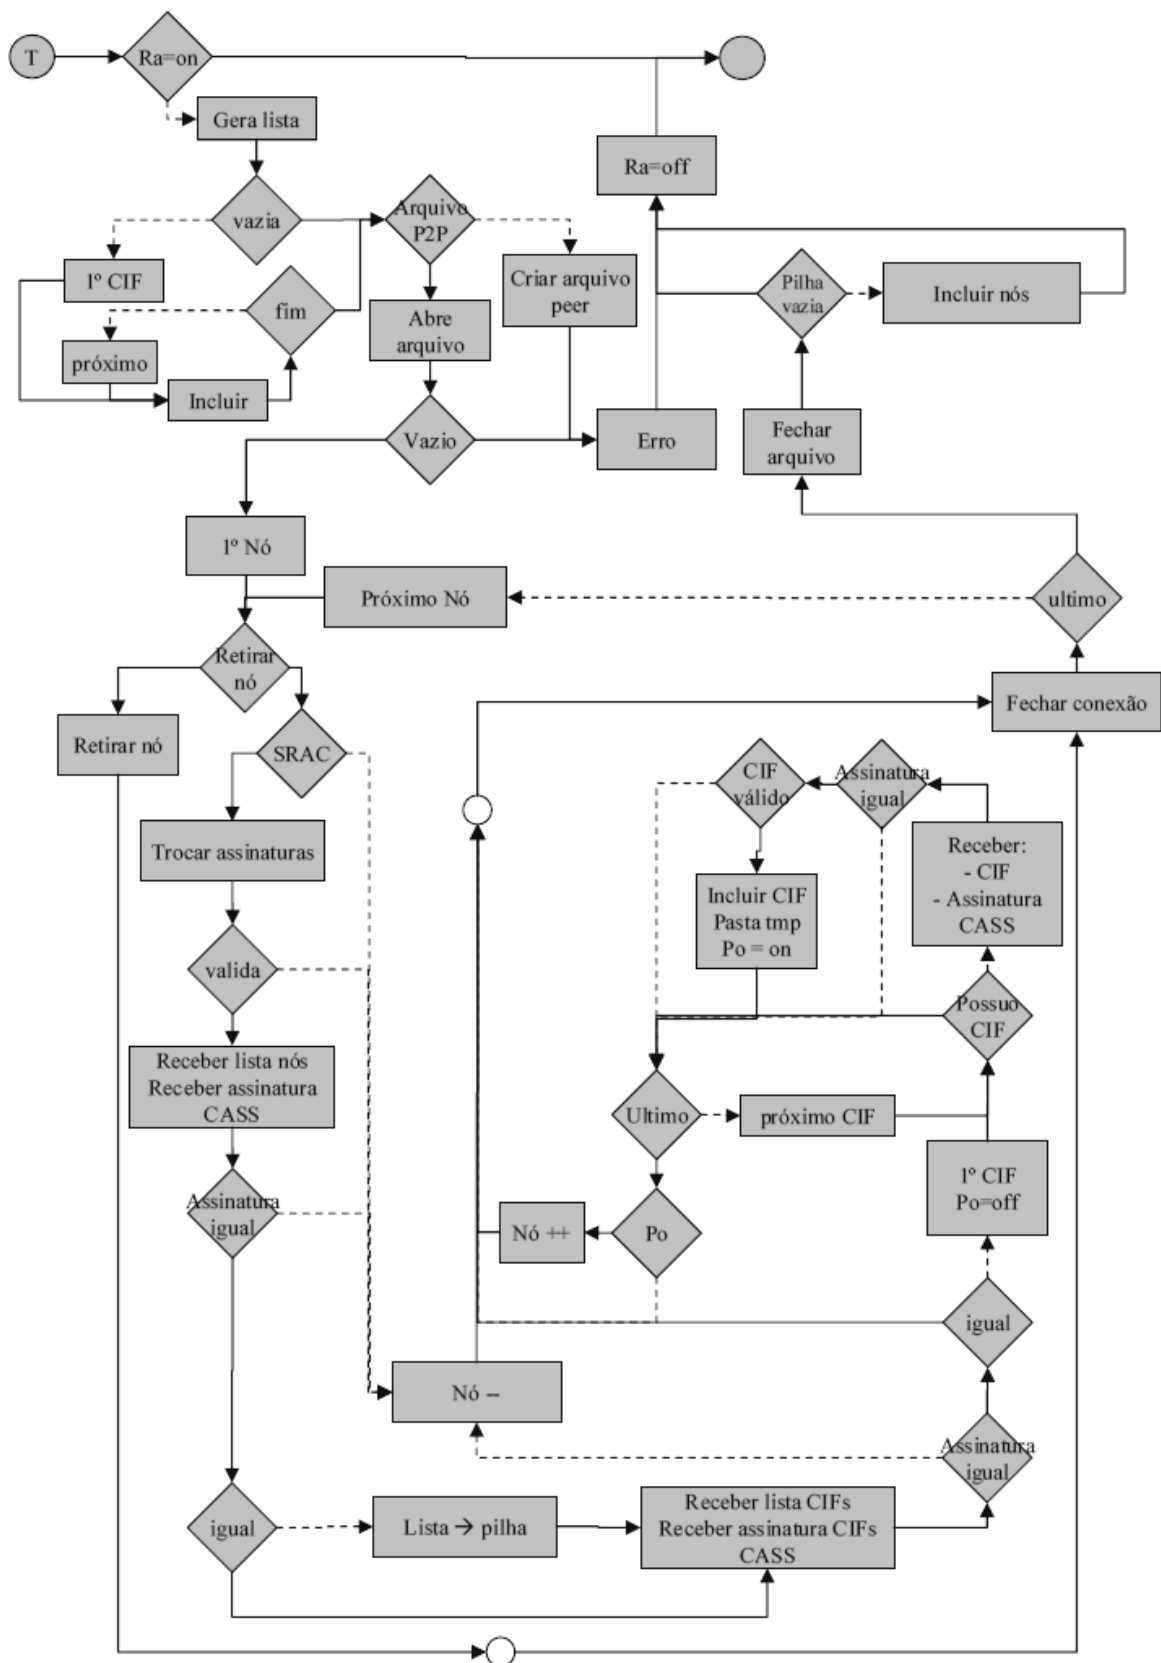 T
Ra=on
Gera lista
vazia
Arquivo
P2P
Ra=off
1º CIF
fim
Criar arquivo
peer
Pilha
vazia
Incluir nós
próximo
Abre
arquivo
Incluir
Vazio
Erro
Fechar
arquivo
1º Nó
Próximo Nó
ultimo
Retirar
nó
Retirar nó
SRAC
Fechar conexão
CIF
válido
Assinatura
igual
Trocar assinaturas
Receber:
- CIF
- Assinatura
CASS
Incluir CIF
Pasta tmp
Po = on
valida
Possuo
CIF
Receber lista nós
Receber assinatura
CASS
Ultimo
próximo CIF
1º CIF
Po=off
Assinatura
igual
Nó ++
Po
igual
Nó --
Assinatura
igual
igual
Lista → pilha
Receber lista CIFs
Receber assinatura CIFs
CASS